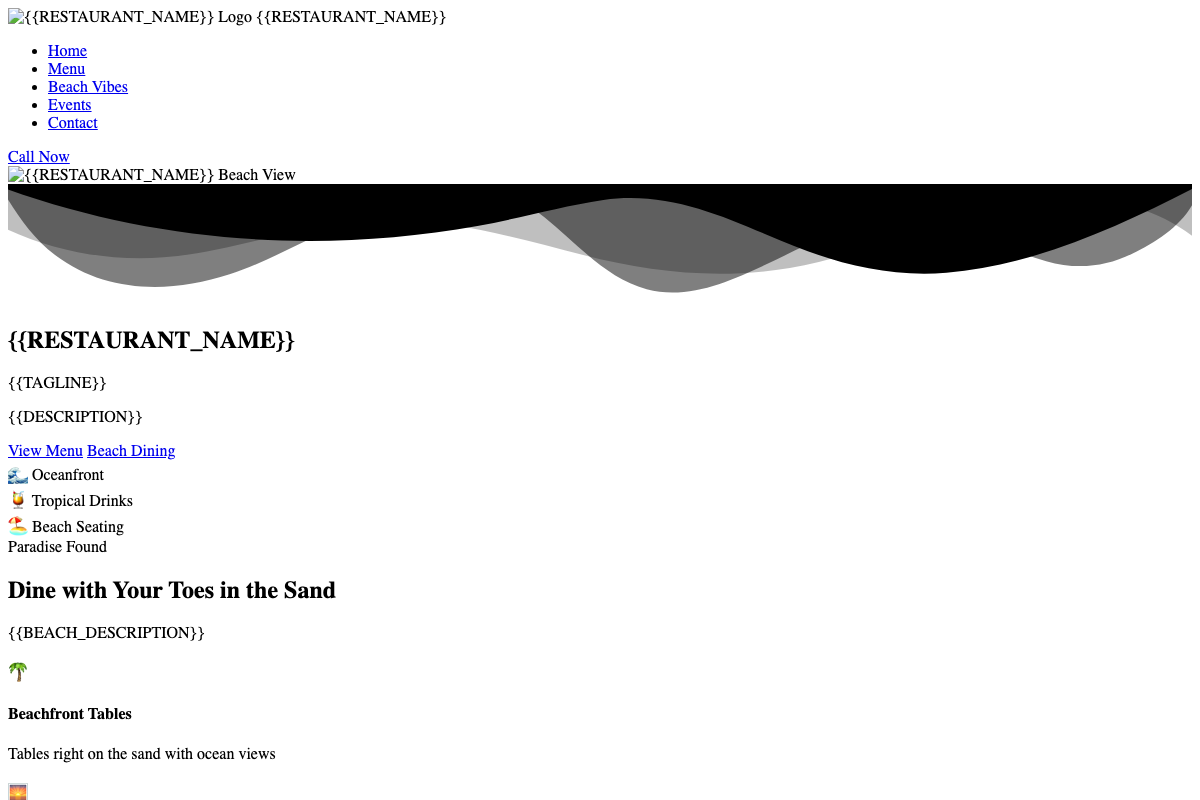 {{RESTAURANT_NAME}} Logo {{RESTAURANT_NAME}}
Home
Menu
Beach Vibes
Events
Contact
Call Now
{{RESTAURANT_NAME}} Beach View
{{RESTAURANT_NAME}}
{{TAGLINE}}
{{DESCRIPTION}}
View Menu Beach Dining
🌊 Oceanfront
🍹 Tropical Drinks
🏖️ Beach Seating
Paradise Found
Dine with Your Toes in the Sand
{{BEACH_DESCRIPTION}}
🌴
Beachfront Tables
Tables right on the sand with ocean views
🌅